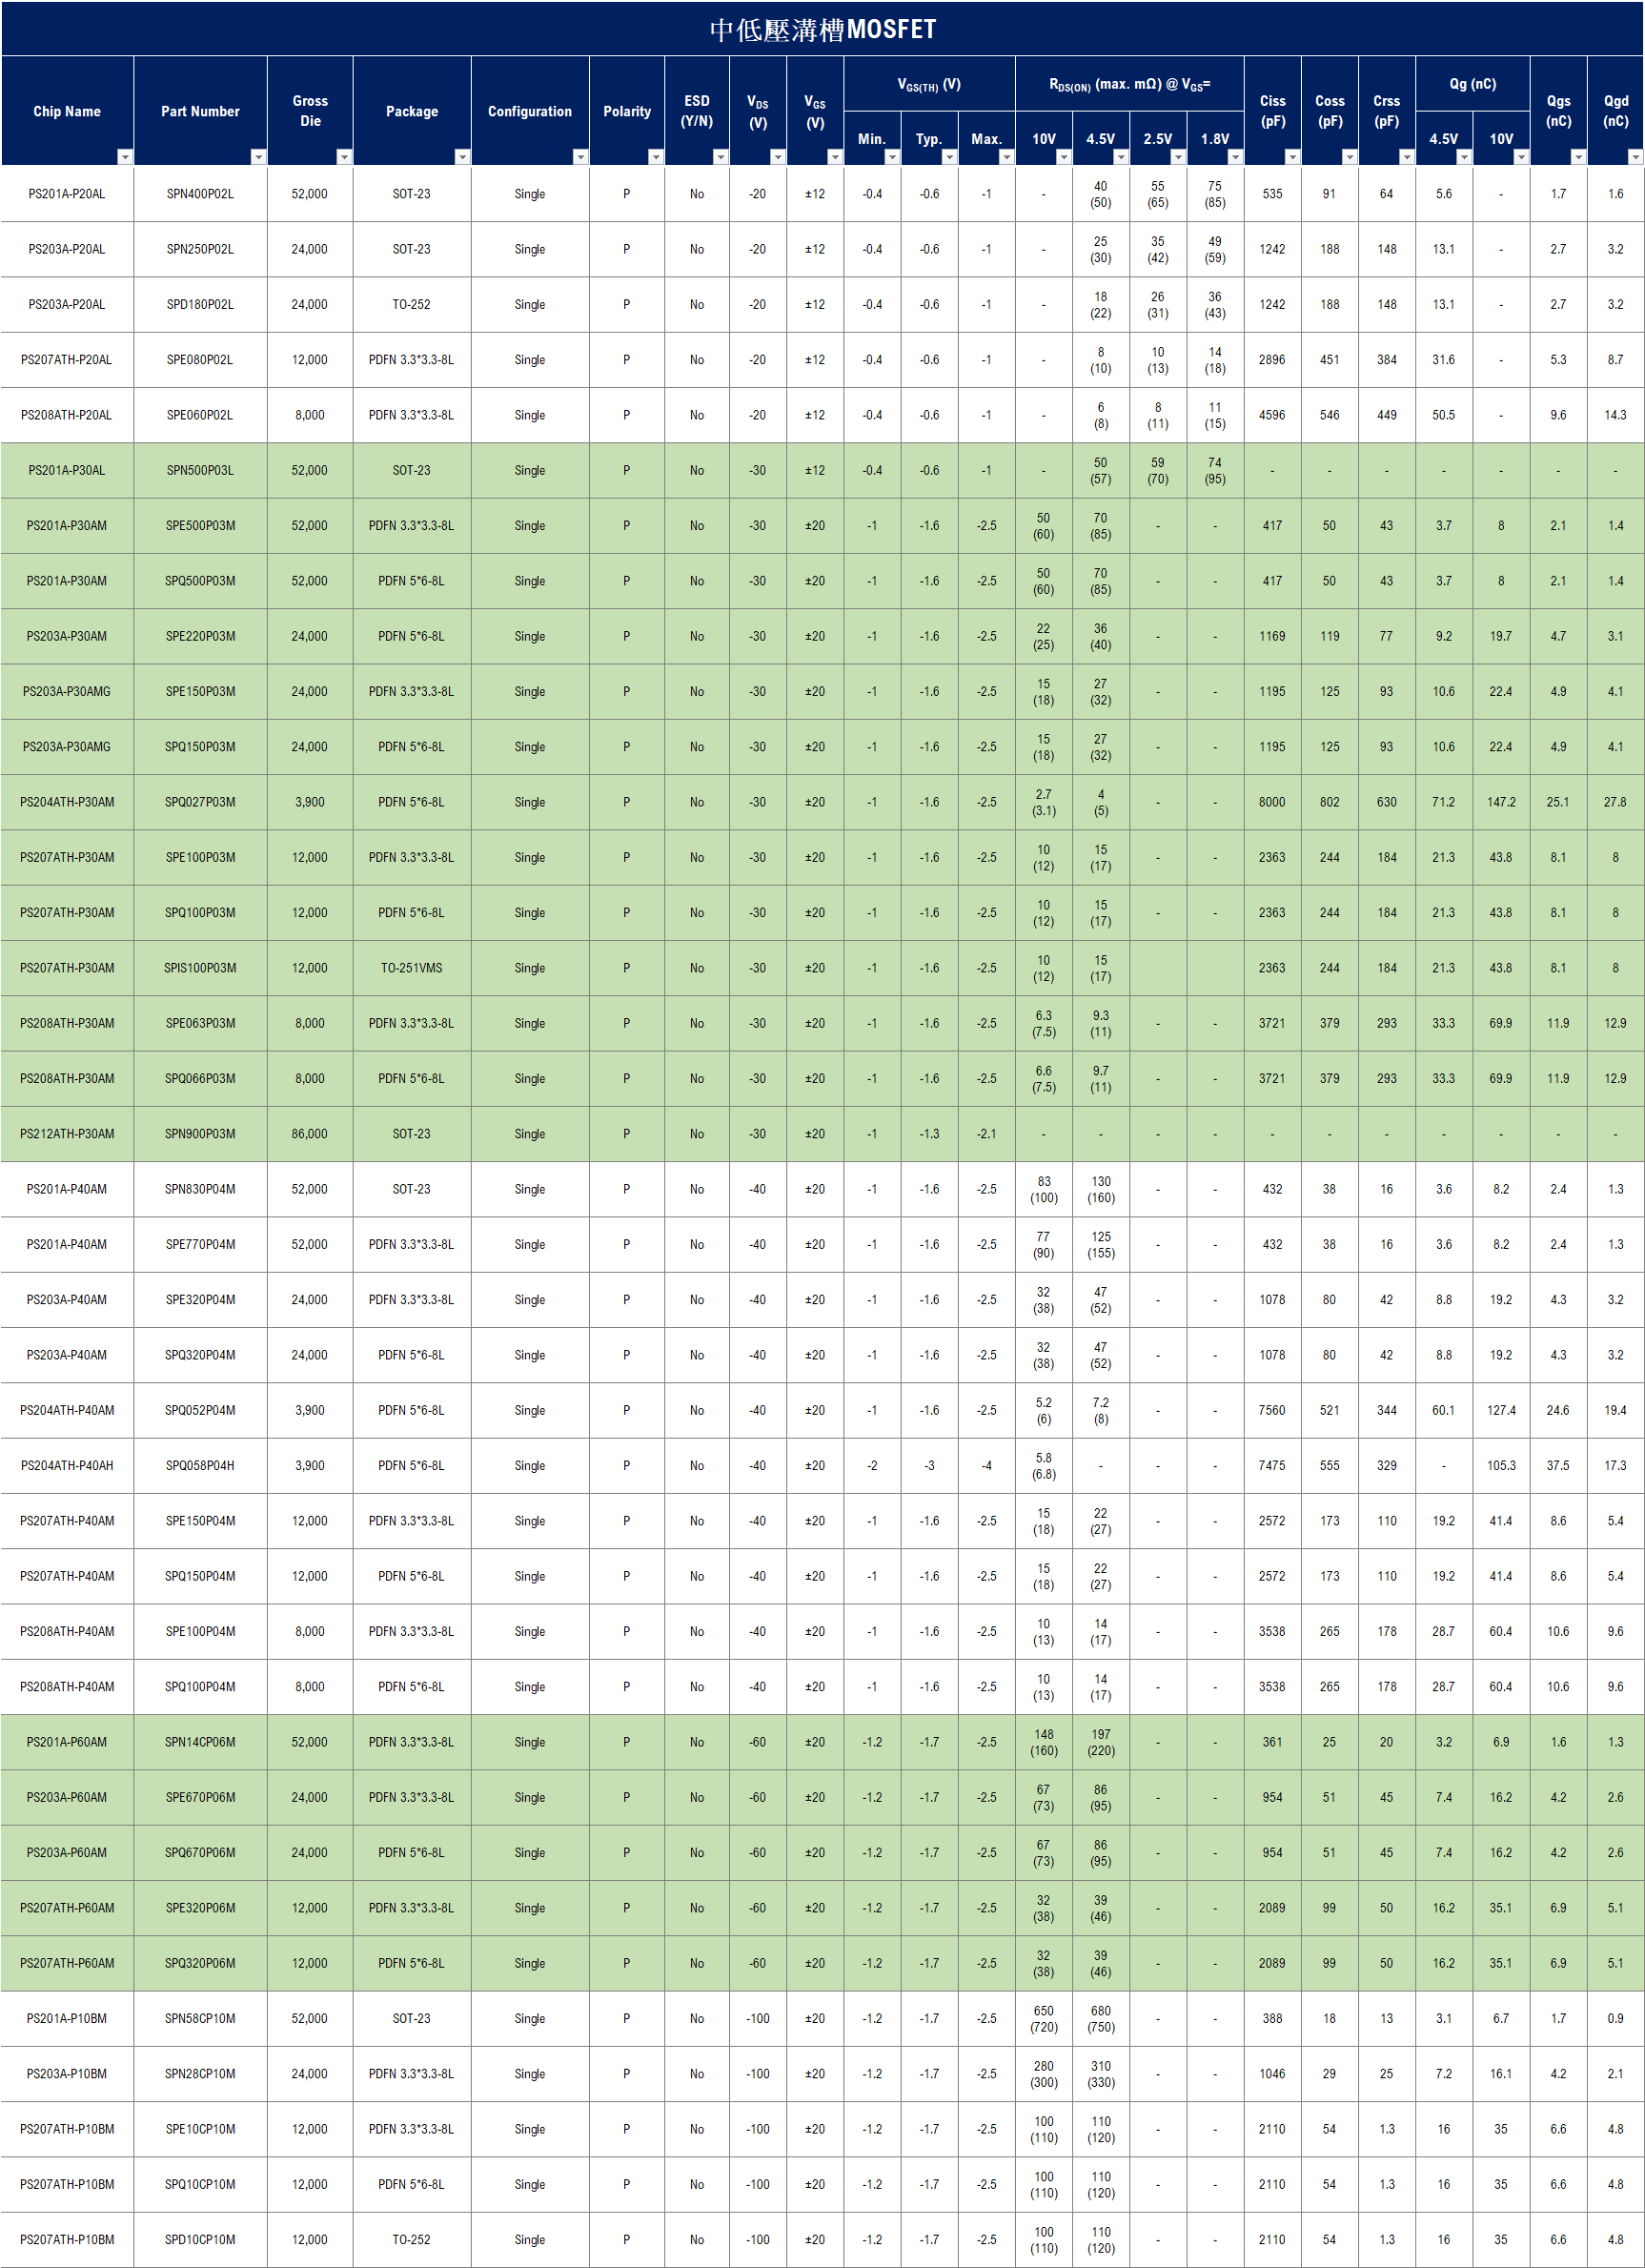 中低壓溝槽MOSFET
Chip Name Part Number Gross Die Package Configuration Polarity ESD (Y/N) VDS (V) VGS (V) VGS(TH) (V) RDS(ON) (max. mΩ) @ VGS= Ciss (pF) Coss (pF) Crss (pF) Qg (nC) Qgs (nC) Qgd (nC)
Min. Typ. Max. 10V 4.5V 2.5V 1.8V 4.5V 10V
PS201A-P20AL SPN400P02L 52,000 SOT-23 Single P No -20 ±12 -0.4 -0.6 -1 - 40 (50) 55 (65) 75 (85) 535 91 64 5.6 - 1.7 1.6
PS203A-P20AL SPN250P02L 24,000 SOT-23 Single P No -20 ±12 -0.4 -0.6 -1 - 25 (30) 35 (42) 49 (59) 1242 188 148 13.1 - 2.7 3.2
PS203A-P20AL SPD180P02L 24,000 TO-252 Single P No -20 ±12 -0.4 -0.6 -1 - 18 (22) 26 (31) 36 (43) 1242 188 148 13.1 - 2.7 3.2
PS207ATH-P20AL SPE080P02L 12,000 PDFN 3.3*3.3-8L Single P No -20 ±12 -0.4 -0.6 -1 - 8 (10) 10 (13) 14 (18) 2896 451 384 31.6 - 5.3 8.7
PS208ATH-P20AL SPE060P02L 8,000 PDFN 3.3*3.3-8L Single P No -20 ±12 -0.4 -0.6 -1 - 6 (8) 8 (11) 11 (15) 4596 546 449 50.5 - 9.6 14.3
PS201A-P30AL SPN500P03L 52,000 SOT-23 Single P No -30 ±12 -0.4 -0.6 -1 - 50 (57) 59 (70) 74 (95) - - - - - - -
PS201A-P30AM SPE500P03M 52,000 PDFN 3.3*3.3-8L Single P No -30 ±20 -1 -1.6 -2.5 50 (60) 70 (85) - - 417 50 43 3.7 8 2.1 1.4
PS201A-P30AM SPQ500P03M 52,000 PDFN 5*6-8L Single P No -30 ±20 -1 -1.6 -2.5 50 (60) 70 (85) - - 417 50 43 3.7 8 2.1 1.4
PS203A-P30AM SPE220P03M 24,000 PDFN 5*6-8L Single P No -30 ±20 -1 -1.6 -2.5 22 (25) 36 (40) - - 1169 119 77 9.2 19.7 4.7 3.1
PS203A-P30AMG SPE150P03M 24,000 PDFN 3.3*3.3-8L Single P No -30 ±20 -1 -1.6 -2.5 15 (18) 27 (32) - - 1195 125 93 10.6 22.4 4.9 4.1
PS203A-P30AMG SPQ150P03M 24,000 PDFN 5*6-8L Single P No -30 ±20 -1 -1.6 -2.5 15 (18) 27 (32) - - 1195 125 93 10.6 22.4 4.9 4.1
PS204ATH-P30AM SPQ027P03M 3,900 PDFN 5*6-8L Single P No -30 ±20 -1 -1.6 -2.5 2.7 (3.1) 4 (5) - - 8000 802 630 71.2 147.2 25.1 27.8
PS207ATH-P30AM SPE100P03M 12,000 PDFN 3.3*3.3-8L Single P No -30 ±20 -1 -1.6 -2.5 10 (12) 15 (17) - - 2363 244 184 21.3 43.8 8.1 8
PS207ATH-P30AM SPQ100P03M 12,000 PDFN 5*6-8L Single P No -30 ±20 -1 -1.6 -2.5 10 (12) 15 (17) - - 2363 244 184 21.3 43.8 8.1 8
PS207ATH-P30AM SPIS100P03M 12,000 TO-251VMS Single P No -30 ±20 -1 -1.6 -2.5 10 (12) 15 (17) 2363 244 184 21.3 43.8 8.1 8
PS208ATH-P30AM SPE063P03M 8,000 PDFN 3.3*3.3-8L Single P No -30 ±20 -1 -1.6 -2.5 6.3 (7.5) 9.3 (11) - - 3721 379 293 33.3 69.9 11.9 12.9
PS208ATH-P30AM SPQ066P03M 8,000 PDFN 5*6-8L Single P No -30 ±20 -1 -1.6 -2.5 6.6 (7.5) 9.7 (11) - - 3721 379 293 33.3 69.9 11.9 12.9
PS212ATH-P30AM SPN900P03M 86,000 SOT-23 Single P No -30 ±20 -1 -1.3 -2.1 - - - - - - - - - - -
PS201A-P40AM SPN830P04M 52,000 SOT-23 Single P No -40 ±20 -1 -1.6 -2.5 83 (100) 130 (160) - - 432 38 16 3.6 8.2 2.4 1.3
PS201A-P40AM SPE770P04M 52,000 PDFN 3.3*3.3-8L Single P No -40 ±20 -1 -1.6 -2.5 77 (90) 125 (155) - - 432 38 16 3.6 8.2 2.4 1.3
PS203A-P40AM SPE320P04M 24,000 PDFN 3.3*3.3-8L Single P No -40 ±20 -1 -1.6 -2.5 32 (38) 47 (52) - - 1078 80 42 8.8 19.2 4.3 3.2
PS203A-P40AM SPQ320P04M 24,000 PDFN 5*6-8L Single P No -40 ±20 -1 -1.6 -2.5 32 (38) 47 (52) - - 1078 80 42 8.8 19.2 4.3 3.2
PS204ATH-P40AM SPQ052P04M 3,900 PDFN 5*6-8L Single P No -40 ±20 -1 -1.6 -2.5 5.2 (6) 7.2 (8) - - 7560 521 344 60.1 127.4 24.6 19.4
PS204ATH-P40AH SPQ058P04H 3,900 PDFN 5*6-8L Single P No -40 ±20 -2 -3 -4 5.8 (6.8) - - - 7475 555 329 - 105.3 37.5 17.3
PS207ATH-P40AM SPE150P04M 12,000 PDFN 3.3*3.3-8L Single P No -40 ±20 -1 -1.6 -2.5 15 (18) 22 (27) - - 2572 173 110 19.2 41.4 8.6 5.4
PS207ATH-P40AM SPQ150P04M 12,000 PDFN 5*6-8L Single P No -40 ±20 -1 -1.6 -2.5 15 (18) 22 (27) - - 2572 173 110 19.2 41.4 8.6 5.4
PS208ATH-P40AM SPE100P04M 8,000 PDFN 3.3*3.3-8L Single P No -40 ±20 -1 -1.6 -2.5 10 (13) 14 (17) - - 3538 265 178 28.7 60.4 10.6 9.6
PS208ATH-P40AM SPQ100P04M 8,000 PDFN 5*6-8L Single P No -40 ±20 -1 -1.6 -2.5 10 (13) 14 (17) - - 3538 265 178 28.7 60.4 10.6 9.6
PS201A-P60AM SPN14CP06M 52,000 PDFN 3.3*3.3-8L Single P No -60 ±20 -1.2 -1.7 -2.5 148 (160) 197 (220) - - 361 25 20 3.2 6.9 1.6 1.3
PS203A-P60AM SPE670P06M 24,000 PDFN 3.3*3.3-8L Single P No -60 ±20 -1.2 -1.7 -2.5 67 (73) 86 (95) - - 954 51 45 7.4 16.2 4.2 2.6
PS203A-P60AM SPQ670P06M 24,000 PDFN 5*6-8L Single P No -60 ±20 -1.2 -1.7 -2.5 67 (73) 86 (95) - - 954 51 45 7.4 16.2 4.2 2.6
PS207ATH-P60AM SPE320P06M 12,000 PDFN 3.3*3.3-8L Single P No -60 ±20 -1.2 -1.7 -2.5 32 (38) 39 (46) - - 2089 99 50 16.2 35.1 6.9 5.1
PS207ATH-P60AM SPQ320P06M 12,000 PDFN 5*6-8L Single P No -60 ±20 -1.2 -1.7 -2.5 32 (38) 39 (46) - - 2089 99 50 16.2 35.1 6.9 5.1
PS201A-P10BM SPN58CP10M 52,000 SOT-23 Single P No -100 ±20 -1.2 -1.7 -2.5 650 (720) 680 (750) - - 388 18 13 3.1 6.7 1.7 0.9
PS203A-P10BM SPN28CP10M 24,000 PDFN 3.3*3.3-8L Single P No -100 ±20 -1.2 -1.7 -2.5 280 (300) 310 (330) - - 1046 29 25 7.2 16.1 4.2 2.1
PS207ATH-P10BM SPE10CP10M 12,000 PDFN 3.3*3.3-8L Single P No -100 ±20 -1.2 -1.7 -2.5 100 (110) 110 (120) - - 2110 54 1.3 16 35 6.6 4.8
PS207ATH-P10BM SPQ10CP10M 12,000 PDFN 5*6-8L Single P No -100 ±20 -1.2 -1.7 -2.5 100 (110) 110 (120) - - 2110 54 1.3 16 35 6.6 4.8
PS207ATH-P10BM SPD10CP10M 12,000 TO-252 Single P No -100 ±20 -1.2 -1.7 -2.5 100 (110) 110 (120) - - 2110 54 1.3 16 35 6.6 4.8